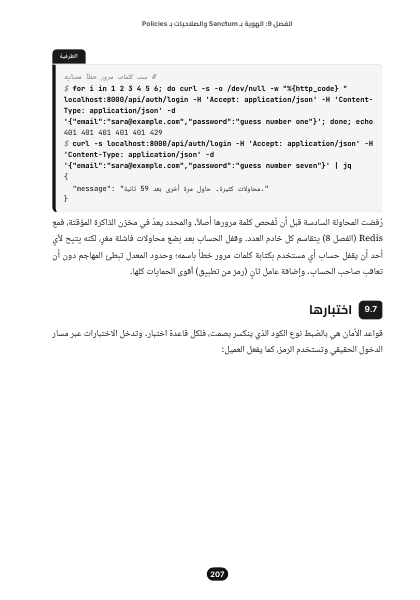 الفصل 9: الهوية بـ Sanctum والصلاحيات بـ Policies
الطرفية
# ست كلمات مرور خطأ متتالية
$ for i in 1 2 3 4 5 6; do curl -s -o /dev/null -w "%{http_code} "
localhost:8000/api/auth/login -H 'Accept: application/json' -H 'Content-
Type: application/json' -d
'{"email":"sara@example.com","password":"guess number one"}'; done; echo
401 401 401 401 401 429
$ curl -s localhost:8000/api/auth/login -H 'Accept: application/json' -H
'Content-Type: application/json' -d
'{"email":"sara@example.com","password":"guess number seven"}' | jq
{
"message": "محاولات كثيرة. حاول مرة أخرى بعد 59 ثانية."
}
رُفضت المحاولة السادسة قبل أن تُفحص كلمة مرورها أصلاً. والمحدد يعدّ في مخزن الذاكرة المؤقتة، فمع
Redis (الفصل 8) يتقاسم كل خادم العدد. وقفل الحساب بعد بضع محاولات فاشلة مغرٍ، لكنه يتيح لأي
أحد أن يقفل حساب أي مستخدم بكتابة كلمات مرور خطأ باسمه؛ وحدود المعدل تبطئ المهاجم دون أن
تعاقب صاحب الحساب. وإضافة عامل ثانٍ (رمز من تطبيق) أقوى الحمايات كلها.
9.7 اختبارها
قواعد الأمان هي بالضبط نوع الكود الذي ينكسر بصمت، فلكل قاعدة اختبار. وتدخل الاختبارات عبر مسار
الدخول الحقيقي وتستخدم الرمز، كما يفعل العميل:
207